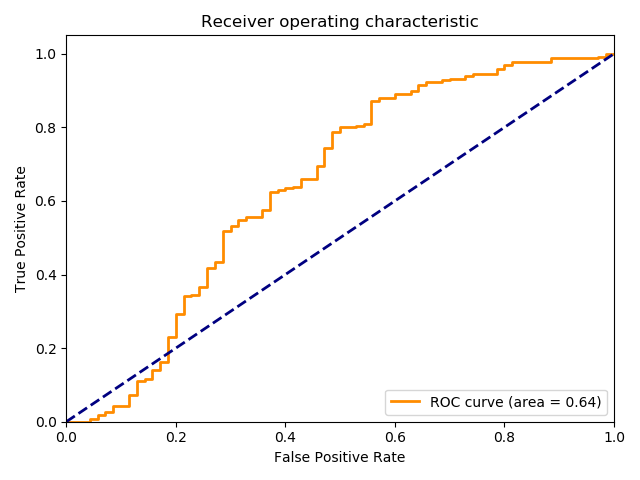 Receiver operating characteristic
1.0
0.8
0.6
0.4
0.2
0.0
True Positive Rate
ROC curve (area = 0.64)
0.0 0.2 0.4 0.6 0.8 1.0
False Positive Rate